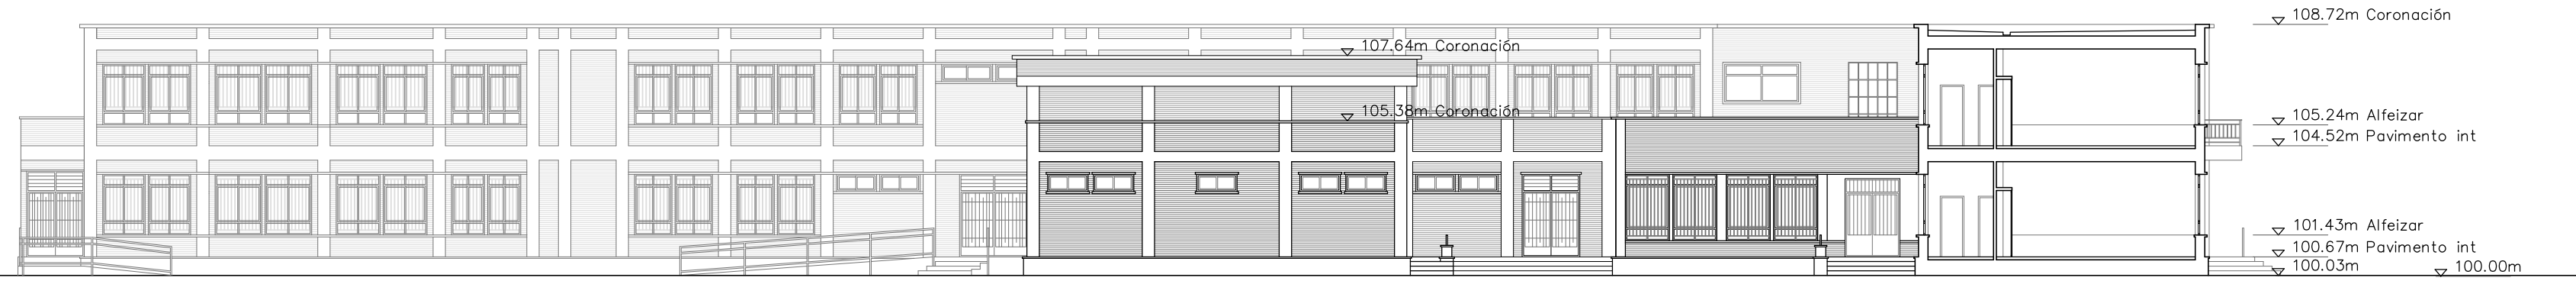 108.72m Coronación
107.64m Coronación
105.38m Coronación
105.24m Alfeizar
104.52m Pavimento int
101.43m Alfeizar
100.67m Pavimento int
100.03m
100.00m